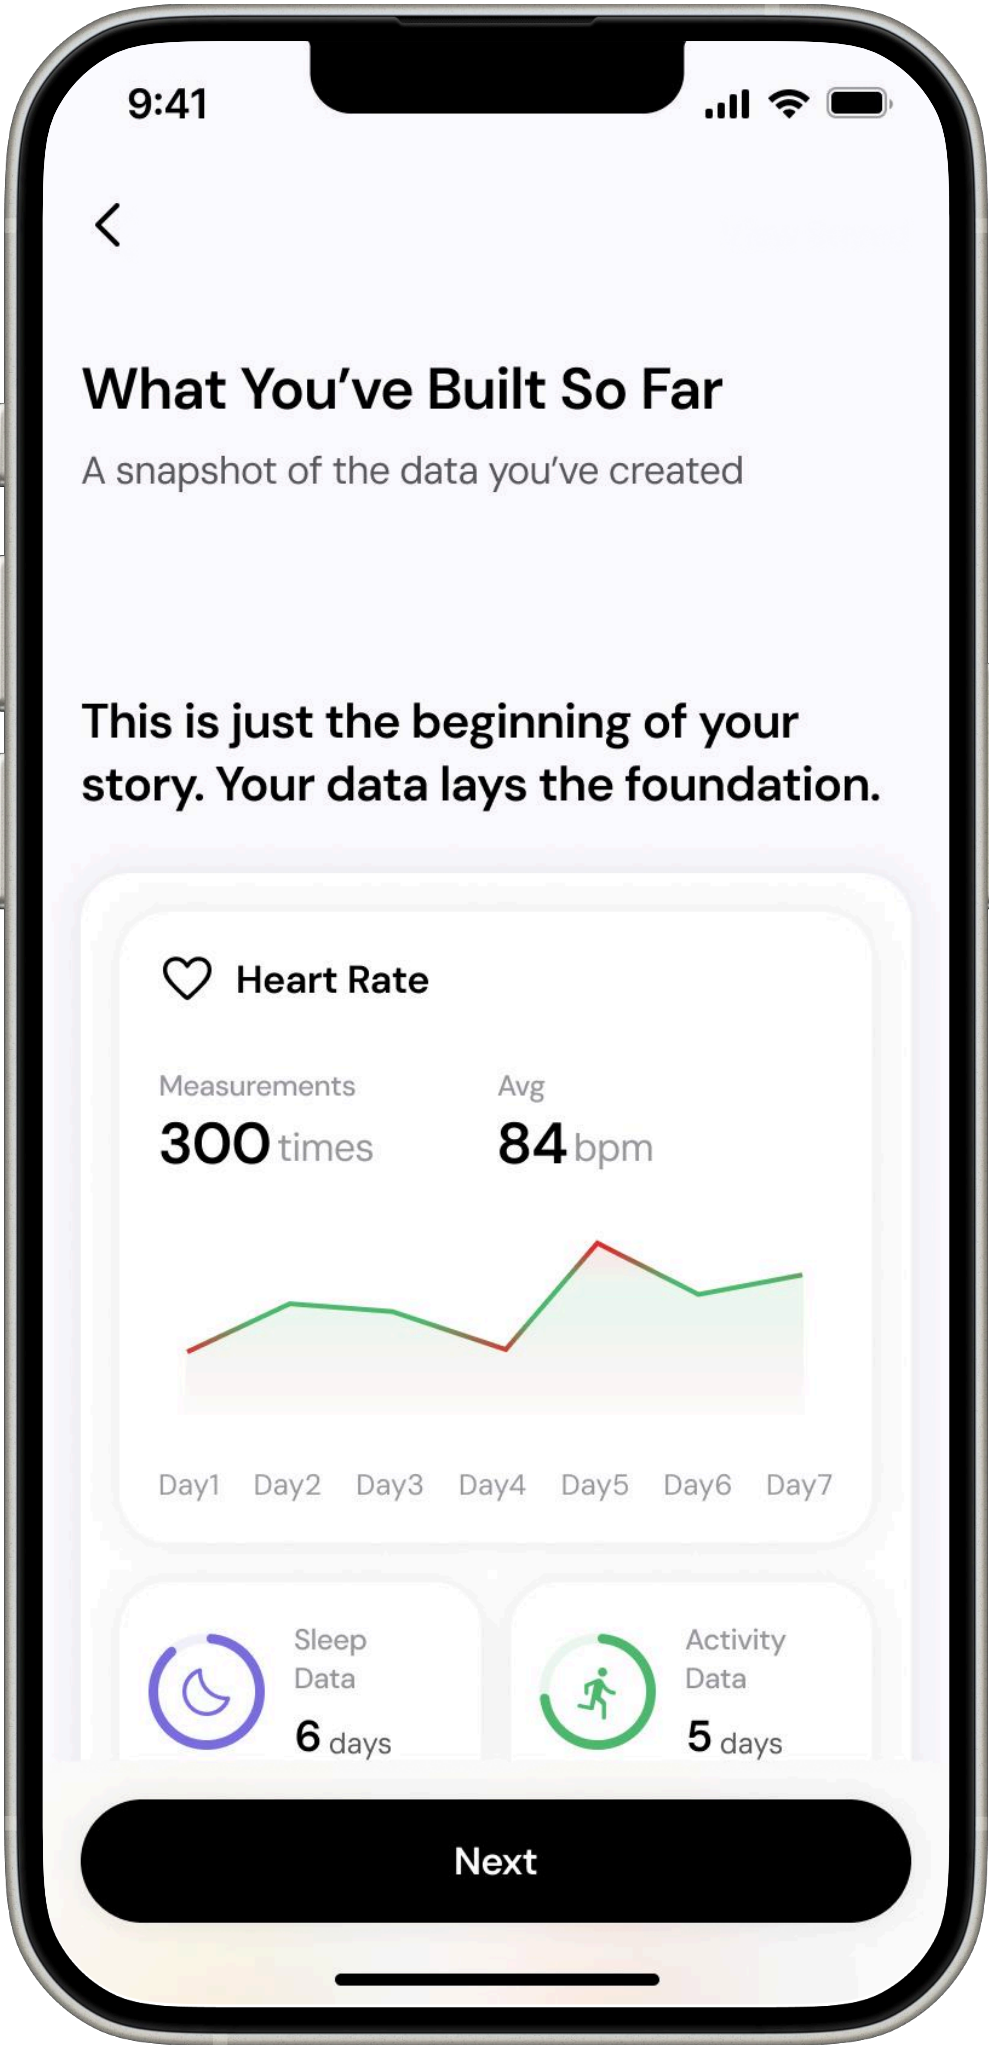 9:41
What You’ve Built So Far
A snapshot of the data you’ve created
This is just the beginning of your
story. Your data lays the foundation.
Heart Rate
Measurements
300 times
Avg
84 bpm
Day1 Day2 Day3 Day4 Day5 Day6 Day7
Sleep
Data
6 days
Activity
Data
5 days
Next